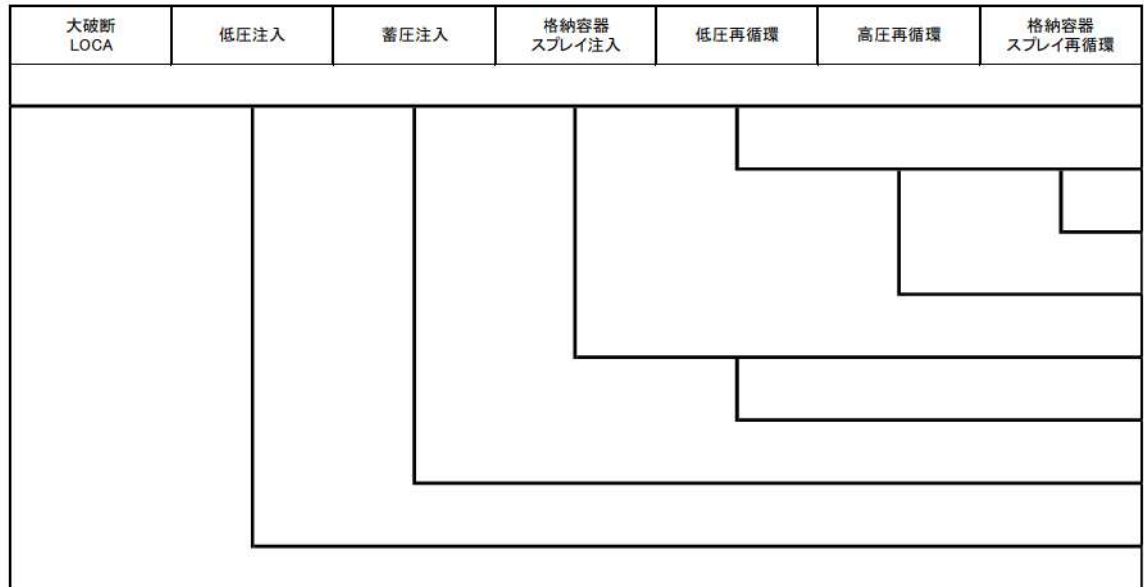 大破断
LOCA
低圧注入
蓄圧注入
格納容器
スプレイ注入
低圧再循環
高圧再循環
格納容器
スプレイ再循環